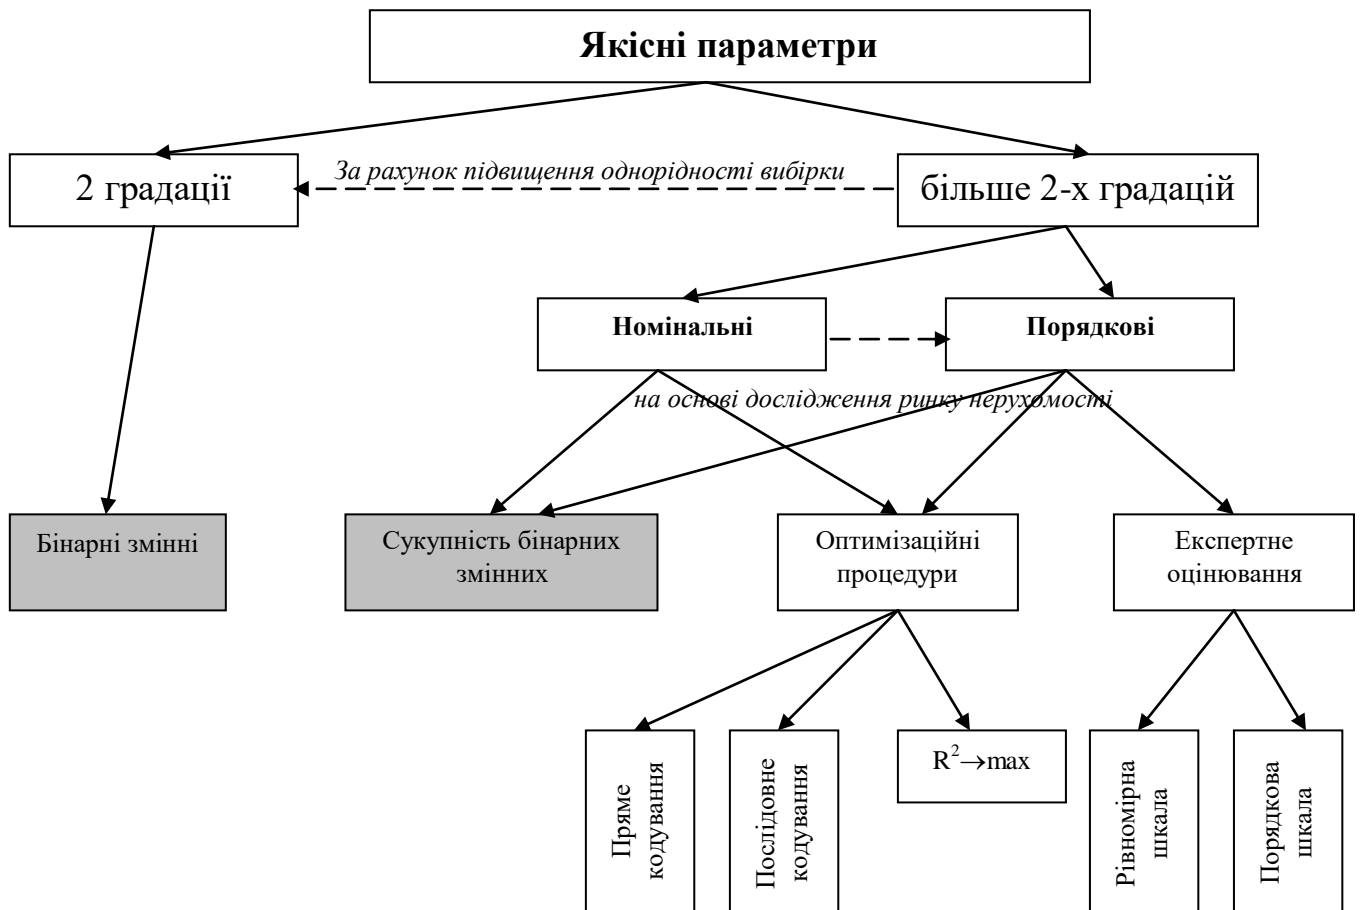 Якісні параметри
За рахунок підвищення однорідності вибірки
2 градації
більше 2-х градацій
Номінальні
Порядкові
на основі дослідження ринку нерухомості
Бінарні змінні
Сукупність бінарних
змінних
Оптимізаційні
процедури
Експертне
оцінювання
Пряме
кодування
Послідовне
кодування
R²→max
Рівномірна
шкала
Порядкова
шкала